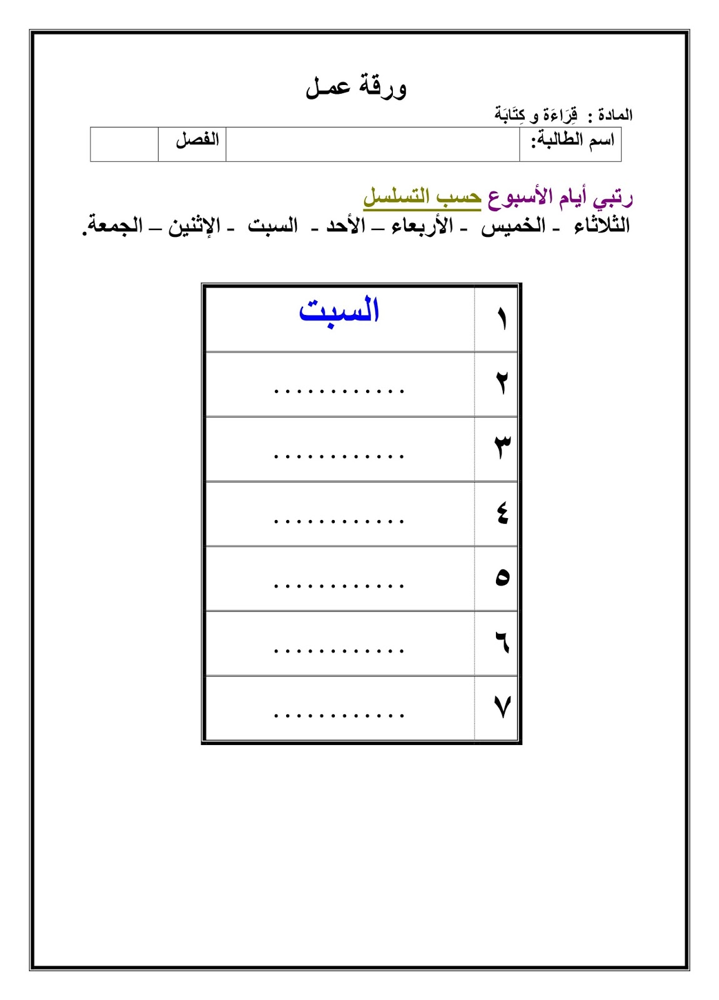 ورقة عمـل
المادة : قِرَاءَة و كِتَابَة
اسم الطالبة: الفصل
رتبي أيام الأسبوع حسب التسلسل
الثلاثاء - الخميس - الأربعاء – الأحد - السبت - الإثنين – الجمعة.
١ السبت
٢ ............
٣ ............
٤ ............
٥ ............
٦ ............
٧ ............